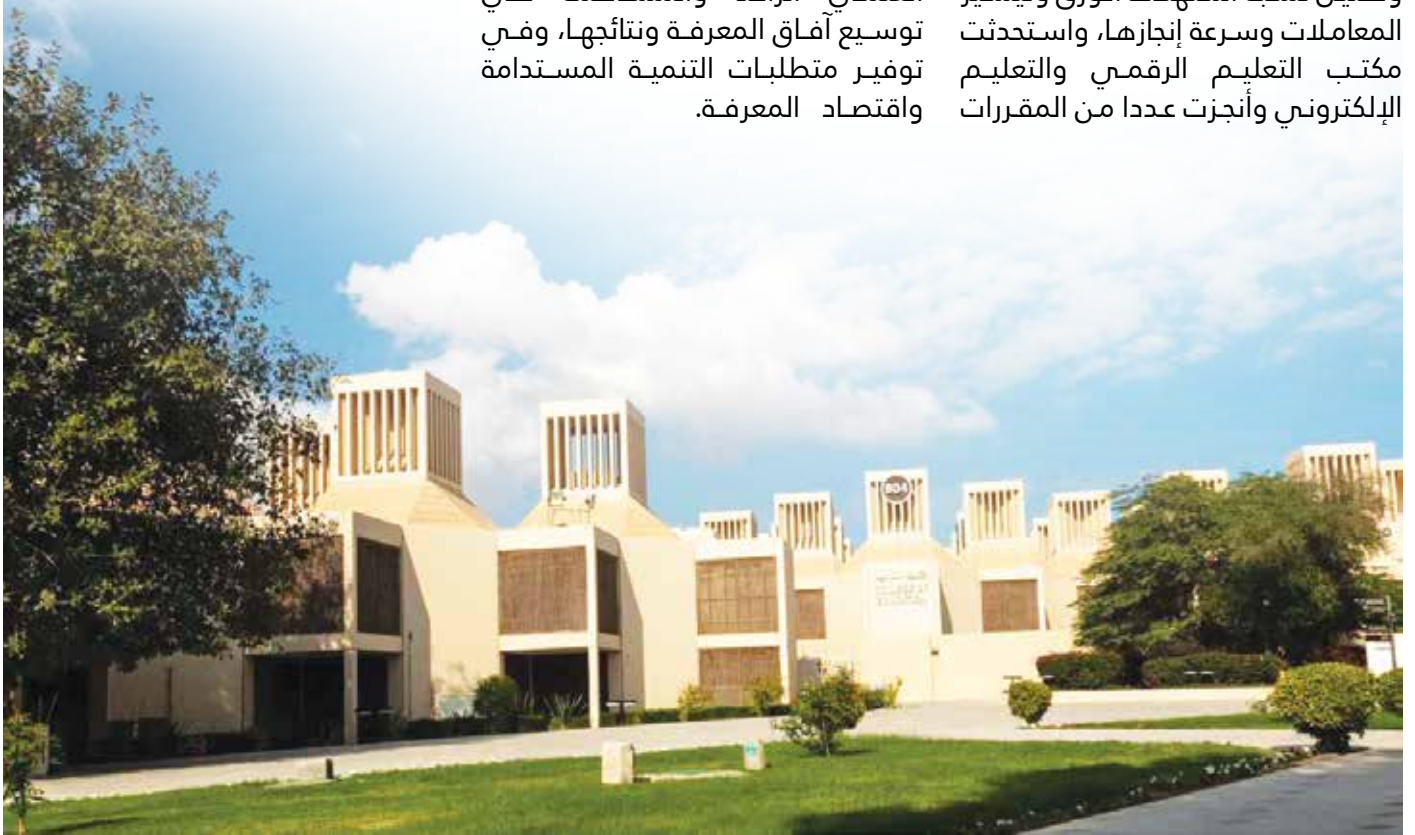 المعاملات وسرعة إنجازها، واستحدثت
مكتب التعليم الرقمي والتعليم
الإلكتروني وأنجزت عددا من المقررات
توسيع آفاق المعرفة ونتائجها، وفي
توفير متطلبات التنمية المستدامة
واقتصاد المعرفة.
B04